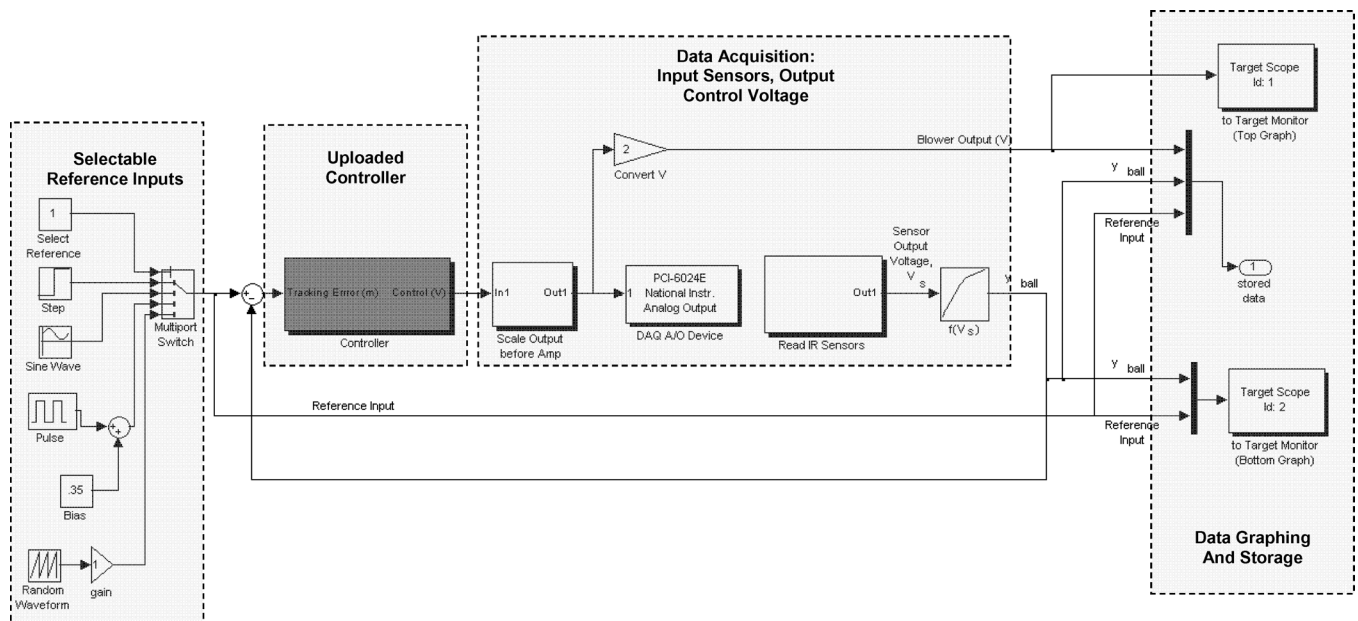 Selectable
Reference Inputs
1
Select
Reference
Step
Sine Wave
Pulse
+
+
.35
Bias
Random
Waveform
1
gain
Multiport
Switch
Uploaded
Controller
Tracking Error (m)
Control (V)
Controller
Reference Input
Data Acquisition:
Input Sensors, Output
Control Voltage
2
Convert V
In1
Out1
Scale Output
before Amp
1
PCI-6024E
National Instr.
Analog Output
DAQ A/O Device
Out1
Read IR Sensors
Sensor
Output
Voltage,
V
s
f(Vs)
y
ball
Blower Output (V)
y
ball
Reference
Input
y
ball
Reference
Input
Target Scope
Id: 1
to Target Monitor
(Top Graph)
1
stored
data
Target Scope
Id: 2
to Target Monitor
(Bottom Graph)
Data Graphing
And Storage